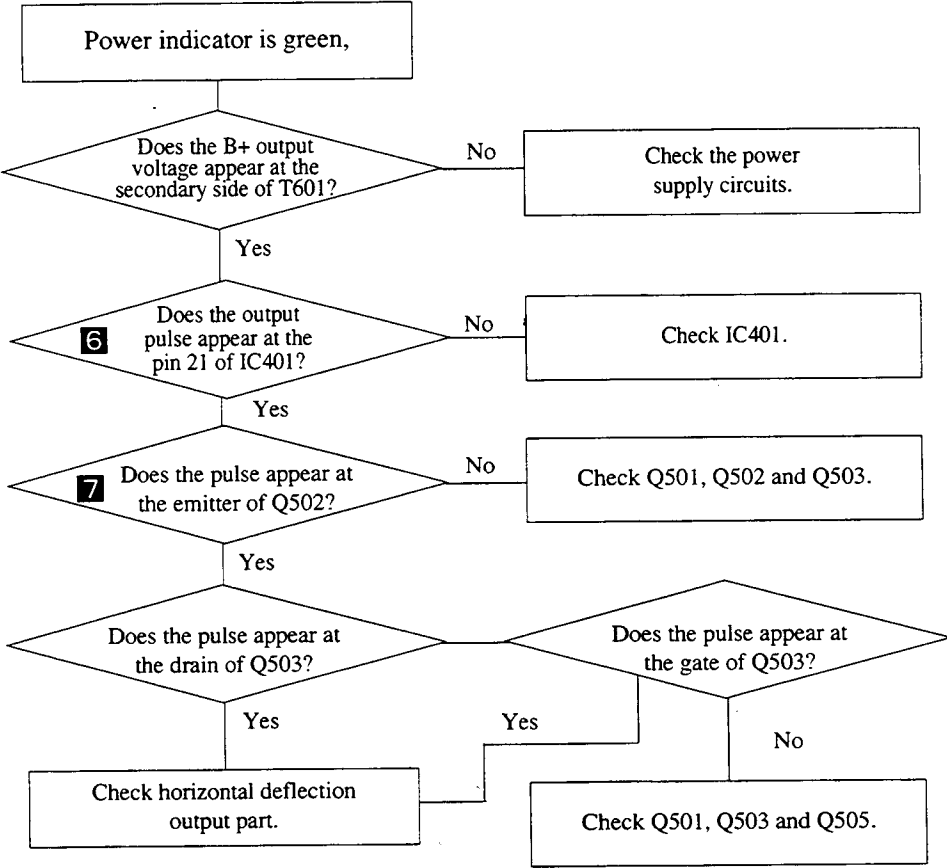 Power indicator is green,
Does the B+ output
voltage appear at the
secondary side of T601?
No
Check the power
supply circuits.
Yes
6
Does the output
pulse appear at the
pin 21 of IC401?
No
Check IC401.
Yes
7
Does the pulse appear at
the emitter of Q502?
No
Check Q501, Q502 and Q503.
Yes
Does the pulse appear at
the drain of Q503?
Does the pulse appear at
the gate of Q503?
Yes
Yes
No
Check horizontal deflection
output part.
Check Q501, Q503 and Q505.